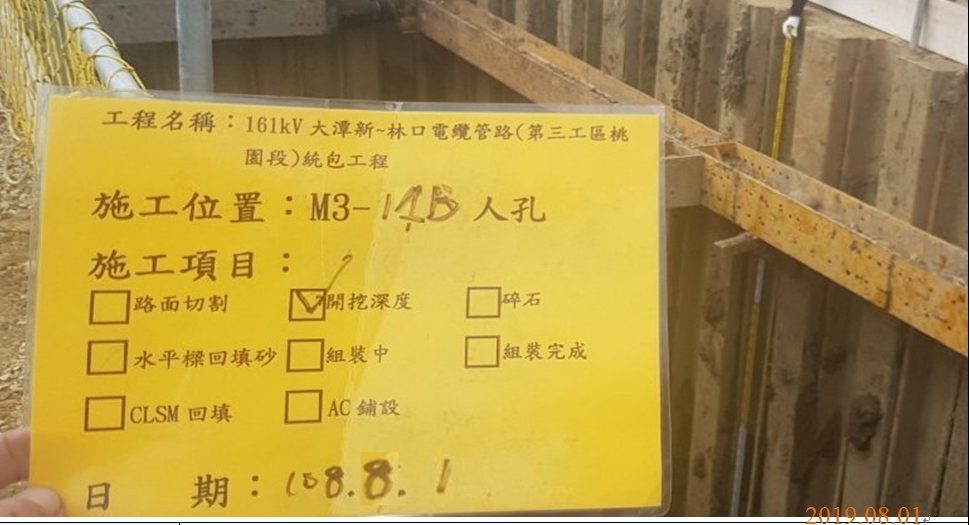 工程名稱：161kV 大潭新~林口電纜管路(第三工區桃
園段)統包工程
施工位置：M3-11B 人孔
施工項目：
路面切割 開挖深度 碎石
水平樑回填砂 組裝中 組裝完成
CLSM 回填 AC 鋪設
日 期：108.8.1
2019.08.01